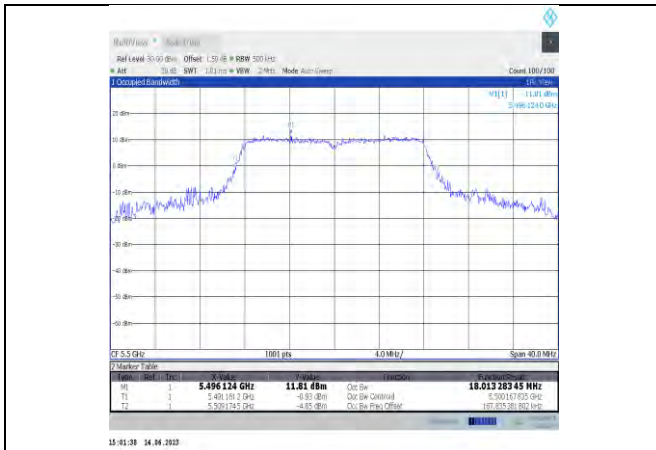 MultiView
Spectrum
Ref Level 30.00 dBm Offset 1.50 dB RBW 500 kHz
Att 30 dB SWT 1.01 ms VBW 2 MHz Mode Auto Sweep Count 100/100
1 Occupied Bandwidth
M1[1] 11.81 dBm
5.496 124 0 GHz
M1
20 dBm
10 dBm
0 dBm
-10 dBm
-20 dBm
-30 dBm
-40 dBm
-50 dBm
-60 dBm
CF 5.5 GHz 1001 pts 4.0 MHz/ Span 40.0 MHz
2 Marker Table
Type Ref Trc X-Value Y-Value Function Function Result
M1 1 5.496 124 GHz 11.81 dBm Occ Bw 18.013 283 45 MHz
T1 1 5.491 161 2 GHz Occ Bw Centroid 5.500 167 835 GHz
T2 1 5.509 174 5 GHz -4.85 dBm Occ Bw Freq Offset 167.835 381 802 kHz
15:01:38 14.06.2023